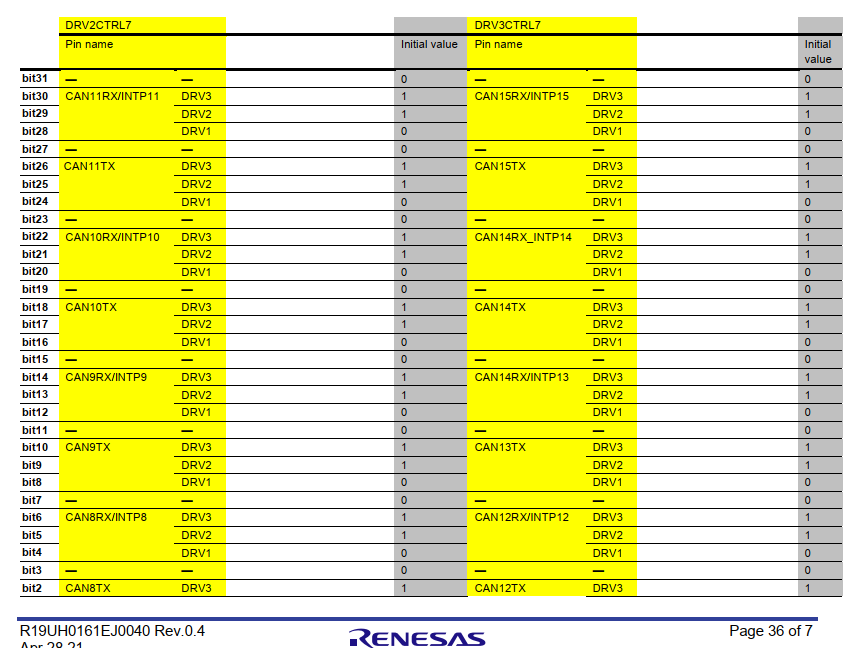 DRV2CTRL7 DRV3CTRL7
Pin name Initial value Pin name Initial value
bit31 — — 0 — — 0
bit30 CAN11RX/INTP11 DRV3 1 CAN15RX/INTP15 DRV3 1
bit29 DRV2 1 DRV2 1
bit28 DRV1 0 DRV1 0
bit27 — — 0 — — 0
bit26 CAN11TX DRV3 1 CAN15TX DRV3 1
bit25 DRV2 1 DRV2 1
bit24 DRV1 0 DRV1 0
bit23 — — 0 — — 0
bit22 CAN10RX/INTP10 DRV3 1 CAN14RX_INTP14 DRV3 1
bit21 DRV2 1 DRV2 1
bit20 DRV1 0 DRV1 0
bit19 — — 0 — — 0
bit18 CAN10TX DRV3 1 CAN14TX DRV3 1
bit17 DRV2 1 DRV2 1
bit16 DRV1 0 DRV1 0
bit15 — — 0 — — 0
bit14 CAN9RX/INTP9 DRV3 1 CAN14RX/INTP13 DRV3 1
bit13 DRV2 1 DRV2 1
bit12 DRV1 0 DRV1 0
bit11 — — 0 — — 0
bit10 CAN9TX DRV3 1 CAN13TX DRV3 1
bit9 DRV2 1 DRV2 1
bit8 DRV1 0 DRV1 0
bit7 — — 0 — — 0
bit6 CAN8RX/INTP8 DRV3 1 CAN12RX/INTP12 DRV3 1
bit5 DRV2 1 DRV2 1
bit4 DRV1 0 DRV1 0
bit3 — — 0 — — 0
bit2 CAN8TX DRV3 1 CAN12TX DRV3 1
R19UH0161EJ0040 Rev.0.4 RENESAS Page 36 of 7
Apr 28 21